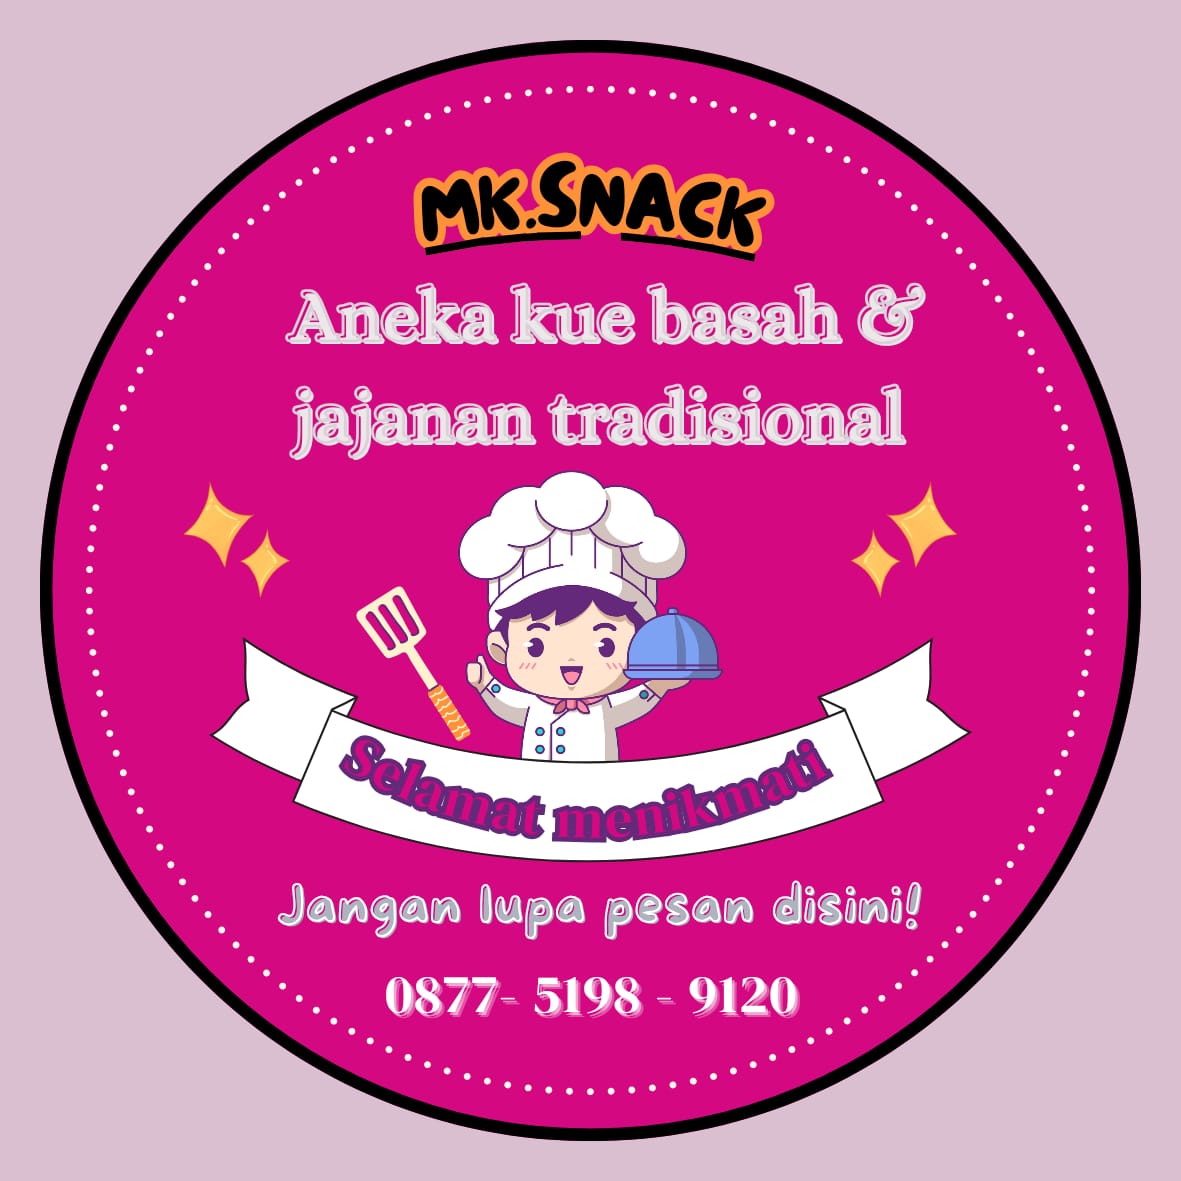 MK.SNACK
Aneka kue basah &
jajanan tradisional
Selamat menikmati
Jangan lupa pesan disini!
0877- 5198 - 9120